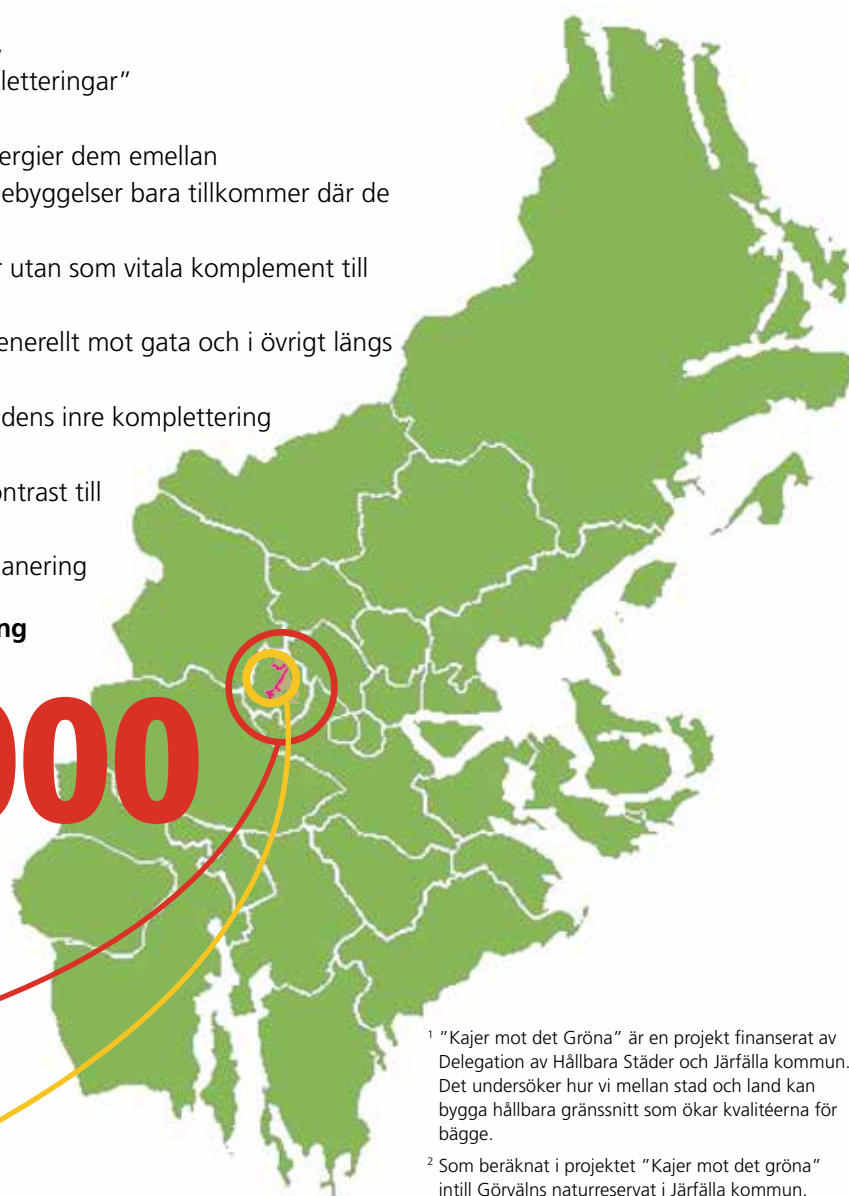 letteringar”
ergier dem emellan
ebyggelser bara tillkommer där de
r utan som vitala komplement till
enerellt mot gata och i övrigt längs
dens inre komplettering
ontrast till
anering
ng
000
¹ ”Kajer mot det Gröna” är en projekt finanserat av
Delegation av Hållbara Städer och Järfälla kommun.
Det undersöker hur vi mellan stad och land kan
bygga hållbara gränssnitt som ökar kvalitéerna för
bägge.
² Som beräknat i projektet ”Kajer mot det gröna”
intill Görvälns naturreservat i Järfälla kommun.